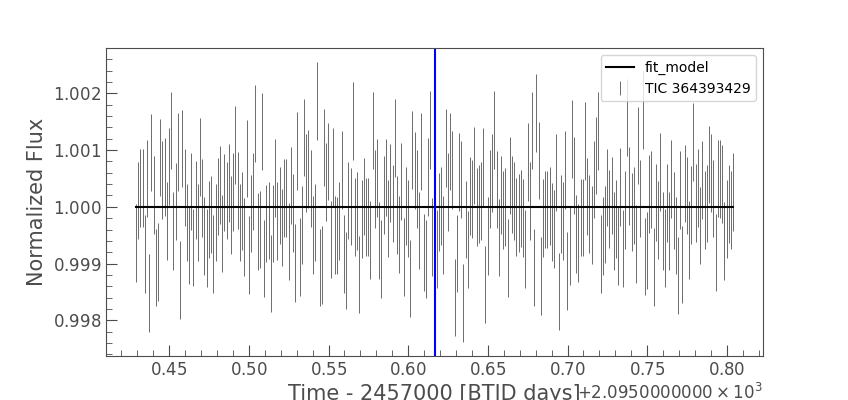 fit_model
TIC 364393429
Normalized Flux
1.002
1.001
1.000
0.999
0.998
0.45 0.50 0.55 0.60 0.65 0.70 0.75 0.80
Time - 2457000 [BTJD days]
+2.0950000000 × 10³